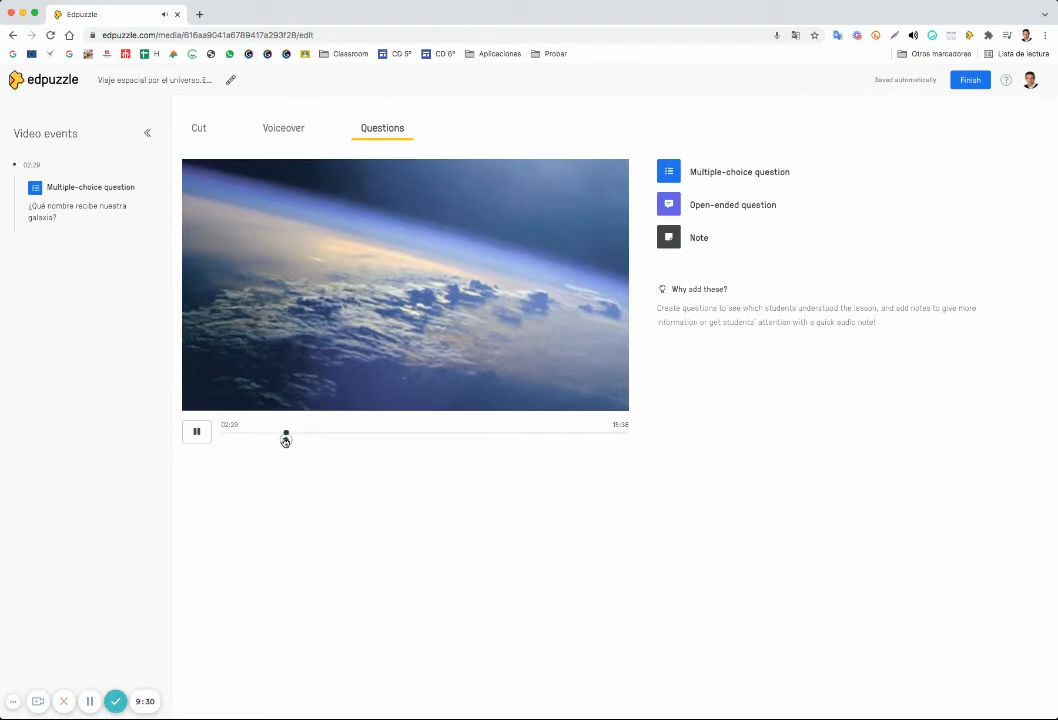 Edpuzzle
edpuzzle.com/media/616aa9041a6789417a293f28/edit
H
Classroom
CD 5º
CD 6º
Aplicaciones
Probar
Otros marcadores
Lista de lectura
edpuzzle
Viaje espacial por el universo.E...
Saved automatically
Finish
Video events
Cut
Voiceover
Questions
02:29
Multiple-choice question
¿Qué nombre recibe nuestra
galaxia?
Multiple-choice question
Open-ended question
Note
Why add these?
Create questions to see which students understood the lesson, and add notes to give more
information or get students' attention with a quick audio note!
02:29
15:38
9:30